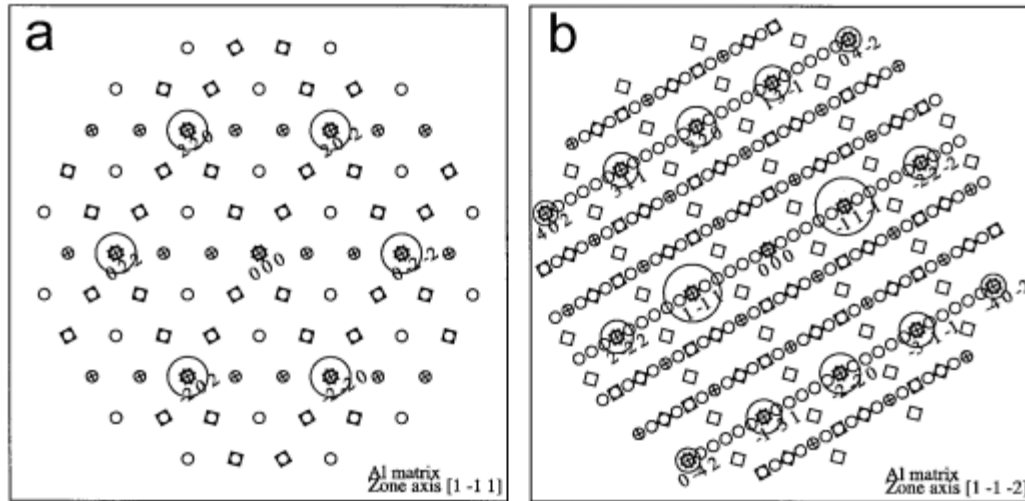 a
2 2 0
2 0 -2
0 2 2
0 0 0
0 -2 -2
-2 0 2
-2 -2 0
Al matrix
Zone axis [1 -1 1]
b
0 4 -2
1 3 -1
2 2 0
3 1 1
4 0 2
-2 2 -2
-1 1 -1
0 0 0
1 -1 1
2 -2 2
-4 0 -2
-3 -1 -1
-2 -2 0
-1 -3 1
0 -4 2
Al matrix
Zone axis [1 -1 -2]